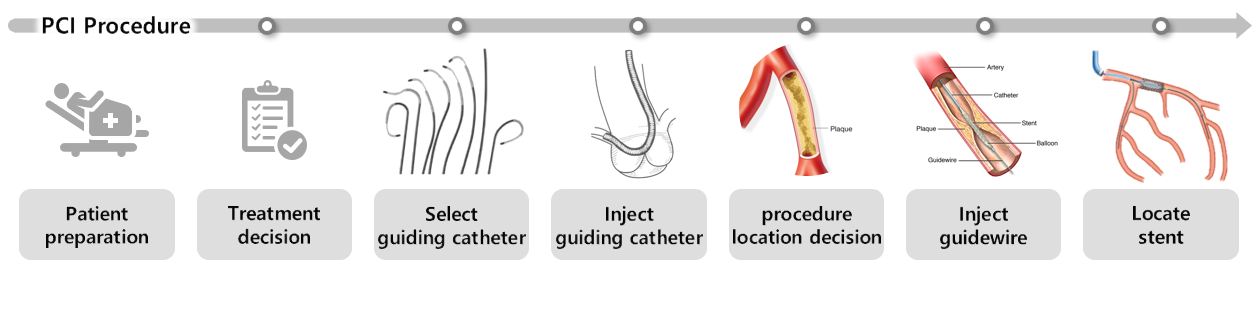 PCI Procedure
Plaque
Artery
Catheter
Stent
Plaque
Balloon
Guidewire
Patient
preparation
Treatment
decision
Select
guiding catheter
Inject
guiding catheter
procedure
location decision
Inject
guidewire
Locate
stent